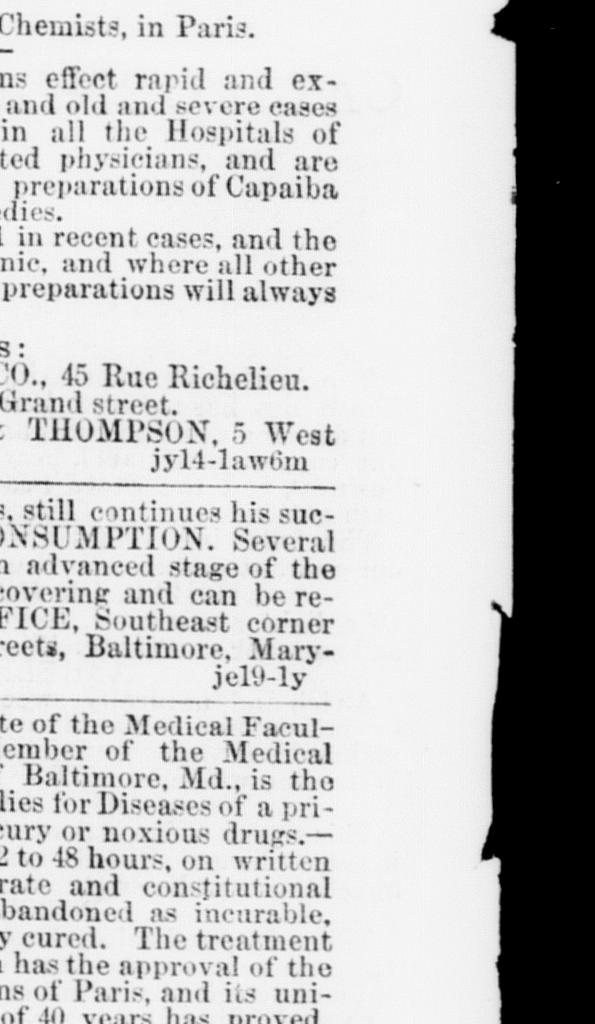 Chemists, in Paris.
ns effect rapid and ex-
and old and severe cases
in all the Hospitals of
ted physicians, and are
preparations of Capaiba
edies.
l in recent cases, and the
nic, and where all other
preparations will always
s:
CO., 45 Rue Richelieu.
Grand street.
THOMPSON, 5 West
jy14-1aw6m
s, still continues his suc-
ONSUMPTION. Several
n advanced stage of the
covering and can be re-
FICE, Southeast corner
reets, Baltimore, Mary-
je19-1y
te of the Medical Facul-
ember of the Medical
f Baltimore, Md., is the
dies for Diseases of a pri-
cury or noxious drugs.—
2 to 48 hours, on written
rate and constitutional
bandoned as incurable,
y cured. The treatment
n has the approval of the
ns of Paris, and its uni-
of 40 years has proved